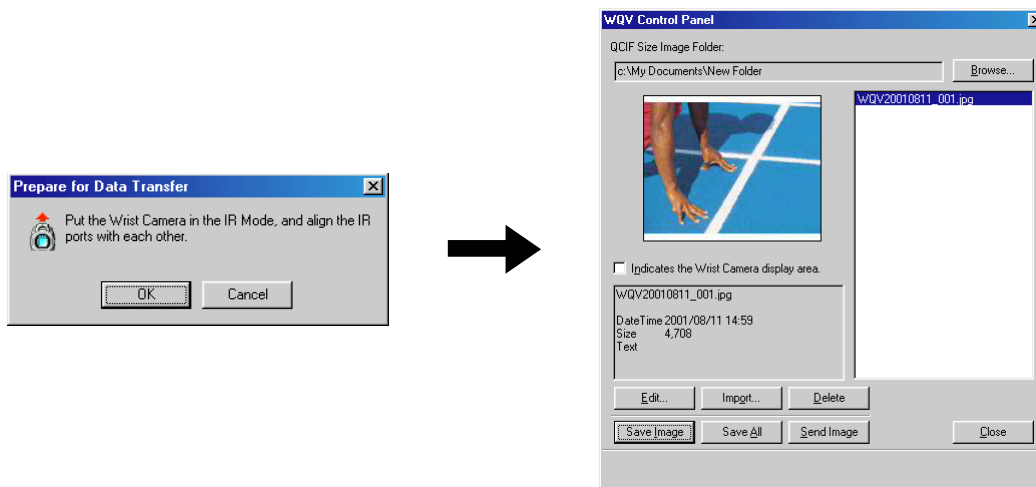 Prepare for Data Transfer
Put the Wrist Camera in the IR Mode, and align the IR
ports with each other.
OK
Cancel
WQV Control Panel
QCIF Size Image Folder:
c:\My Documents\New Folder
Browse...
WQV20010811_001.jpg
Indicates the Wrist Camera display area.
WQV20010811_001.jpg
DateTime 2001/08/11 14:59
Size 4,708
Text
Edit...
Import...
Delete
Save Image
Save All
Send Image
Close